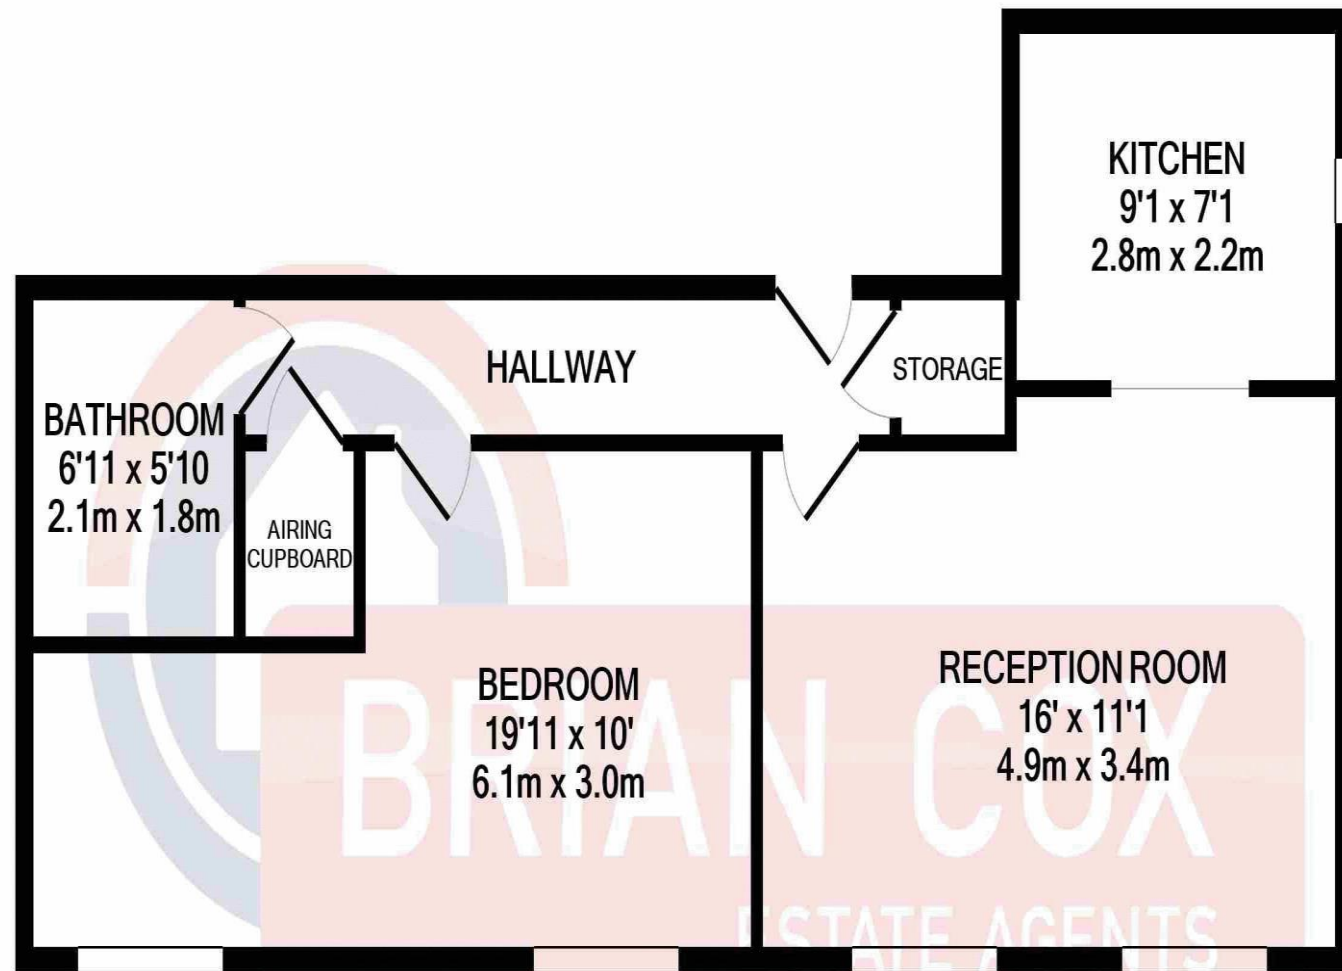 KITCHEN
9'1 x 7'1
2.8m x 2.2m
HALLWAY
STORAGE
BATHROOM
6'11 x 5'10
2.1m x 1.8m
AIRING
CUPBOARD
BEDROOM
19'11 x 10'
6.1m x 3.0m
RECEPTION ROOM
16' x 11'1
4.9m x 3.4m
BRIAN COX
ESTATE AGENTS